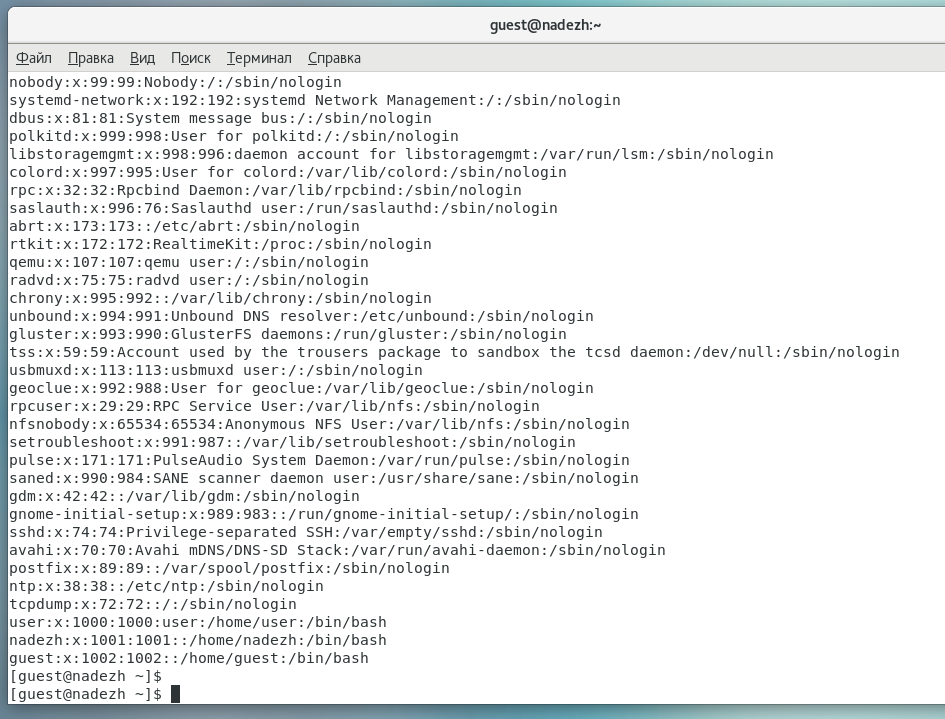 guest@nadezh:~
Файл Правка Вид Поиск Терминал Справка
nobody:x:99:99:Nobody:/:/sbin/nologin
systemd-network:x:192:192:systemd Network Management:/:/sbin/nologin
dbus:x:81:81:System message bus:/:/sbin/nologin
polkitd:x:999:998:User for polkitd:/:/sbin/nologin
libstoragemgmt:x:998:996:daemon account for libstoragemgmt:/var/run/lsm:/sbin/nologin
colord:x:997:995:User for colord:/var/lib/colord:/sbin/nologin
rpc:x:32:32:Rpcbind Daemon:/var/lib/rpcbind:/sbin/nologin
saslauth:x:996:76:Saslauthd user:/run/saslauthd:/sbin/nologin
abrt:x:173:173::/etc/abrt:/sbin/nologin
rtkit:x:172:172:RealtimeKit:/proc:/sbin/nologin
qemu:x:107:107:qemu user:/:/sbin/nologin
radvd:x:75:75:radvd user:/:/sbin/nologin
chrony:x:995:992::/var/lib/chrony:/sbin/nologin
unbound:x:994:991:Unbound DNS resolver:/etc/unbound:/sbin/nologin
gluster:x:993:990:GlusterFS daemons:/run/gluster:/sbin/nologin
tss:x:59:59:Account used by the trousers package to sandbox the tcsd daemon:/dev/null:/sbin/nologin
usbmuxd:x:113:113:usbmuxd user:/:/sbin/nologin
geoclue:x:992:988:User for geoclue:/var/lib/geoclue:/sbin/nologin
rpcuser:x:29:29:RPC Service User:/var/lib/nfs:/sbin/nologin
nfsnobody:x:65534:65534:Anonymous NFS User:/var/lib/nfs:/sbin/nologin
setroubleshoot:x:991:987::/var/lib/setroubleshoot:/sbin/nologin
pulse:x:171:171:PulseAudio System Daemon:/var/run/pulse:/sbin/nologin
saned:x:990:984:SANE scanner daemon user:/usr/share/sane:/sbin/nologin
gdm:x:42:42::/var/lib/gdm:/sbin/nologin
gnome-initial-setup:x:989:983::/run/gnome-initial-setup/:/sbin/nologin
sshd:x:74:74:Privilege-separated SSH:/var/empty/sshd:/sbin/nologin
avahi:x:70:70:Avahi mDNS/DNS-SD Stack:/var/run/avahi-daemon:/sbin/nologin
postfix:x:89:89::/var/spool/postfix:/sbin/nologin
ntp:x:38:38::/etc/ntp:/sbin/nologin
tcpdump:x:72:72::/:/sbin/nologin
user:x:1000:1000:user:/home/user:/bin/bash
nadezh:x:1001:1001::/home/nadezh:/bin/bash
guest:x:1002:1002::/home/guest:/bin/bash
[guest@nadezh ~]$
[guest@nadezh ~]$